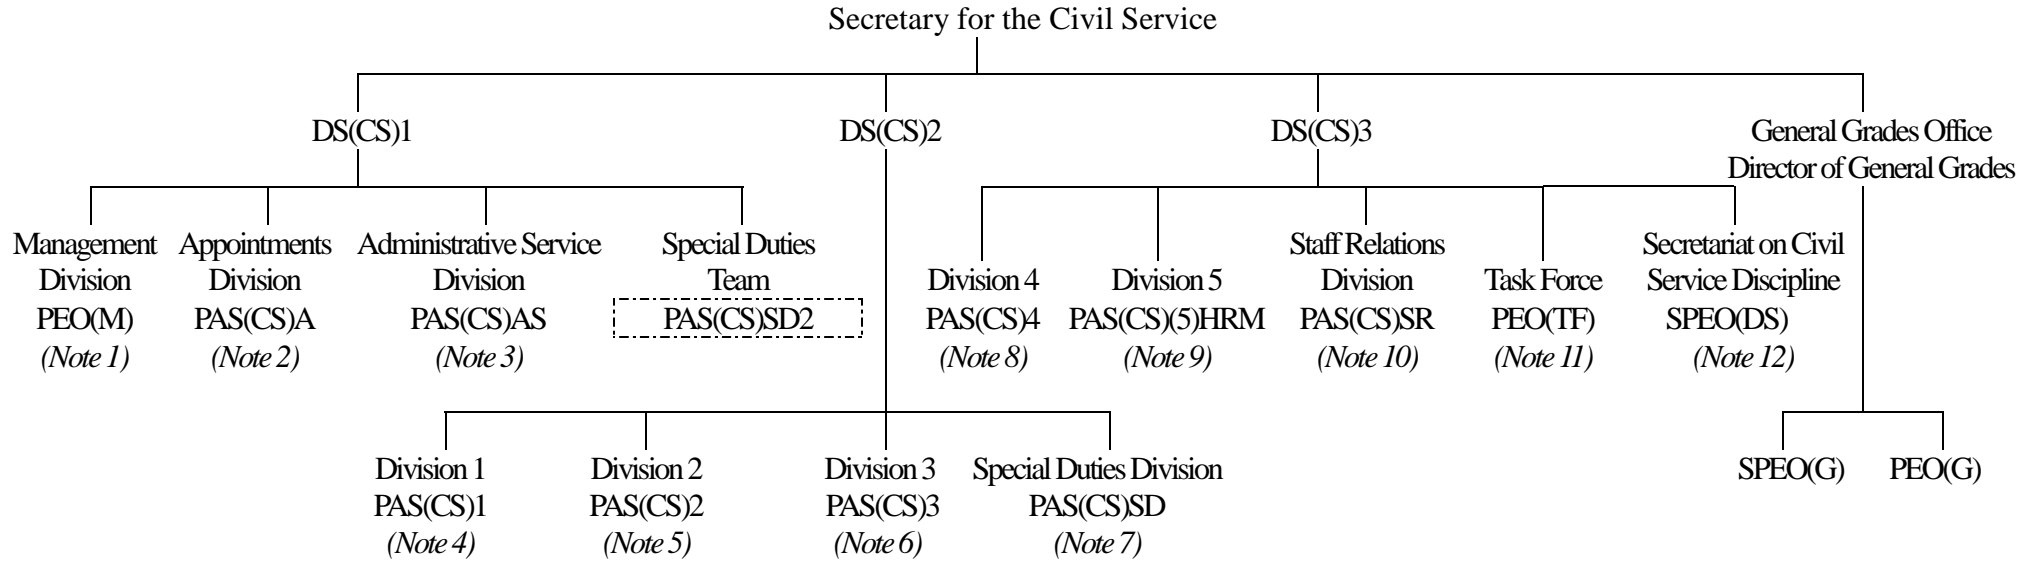 Secretary for the Civil Service
DS(CS)1
DS(CS)2
DS(CS)3
General Grades Office
Director of General Grades
Management
Division
PEO(M)
(Note 1)
Appointments
Division
PAS(CS)A
(Note 2)
Administrative Service
Division
PAS(CS)AS
(Note 3)
Special Duties
Team
PAS(CS)SD2
Division 4
PAS(CS)4
(Note 8)
Division 5
PAS(CS)(5)HRM
(Note 9)
Staff Relations
Division
PAS(CS)SR
(Note 10)
Task Force
PEO(TF)
(Note 11)
Secretariat on Civil
Service Discipline
SPEO(DS)
(Note 12)
Division 1
PAS(CS)1
(Note 4)
Division 2
PAS(CS)2
(Note 5)
Division 3
PAS(CS)3
(Note 6)
Special Duties Division
PAS(CS)SD
(Note 7)
SPEO(G)
PEO(G)